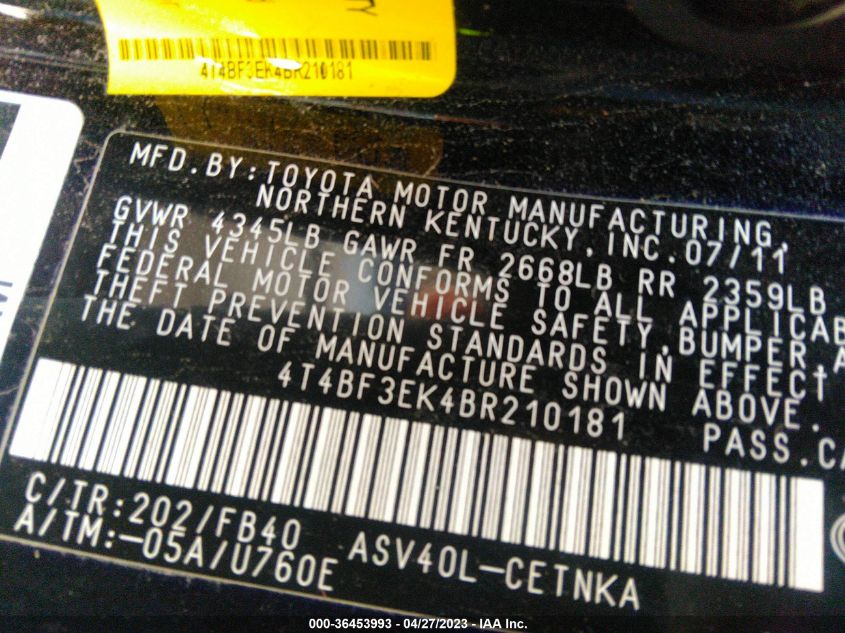 4T4BF3EK4BR210181
MFD.BY:TOYOTA MOTOR MANUFACTURING,
NORTHERN KENTUCKY,INC.07/11
GVWR 4345LB GAWR FR 2668LB RR 2359LB
THIS VEHICLE CONFORMS TO ALL APPLICAB
FEDERAL MOTOR VEHICLE SAFETY,BUMPER,A
THEFT PREVENTION STANDARDS IN EFFECT
THE DATE OF MANUFACTURE SHOWN ABOVE.
4T4BF3EK4BR210181 PASS.CA
C/TR:202/FB40 ASV40L-CETNKA
A/TM:-05A/U760E
000-36453993 - 04/27/2023 - IAA Inc.